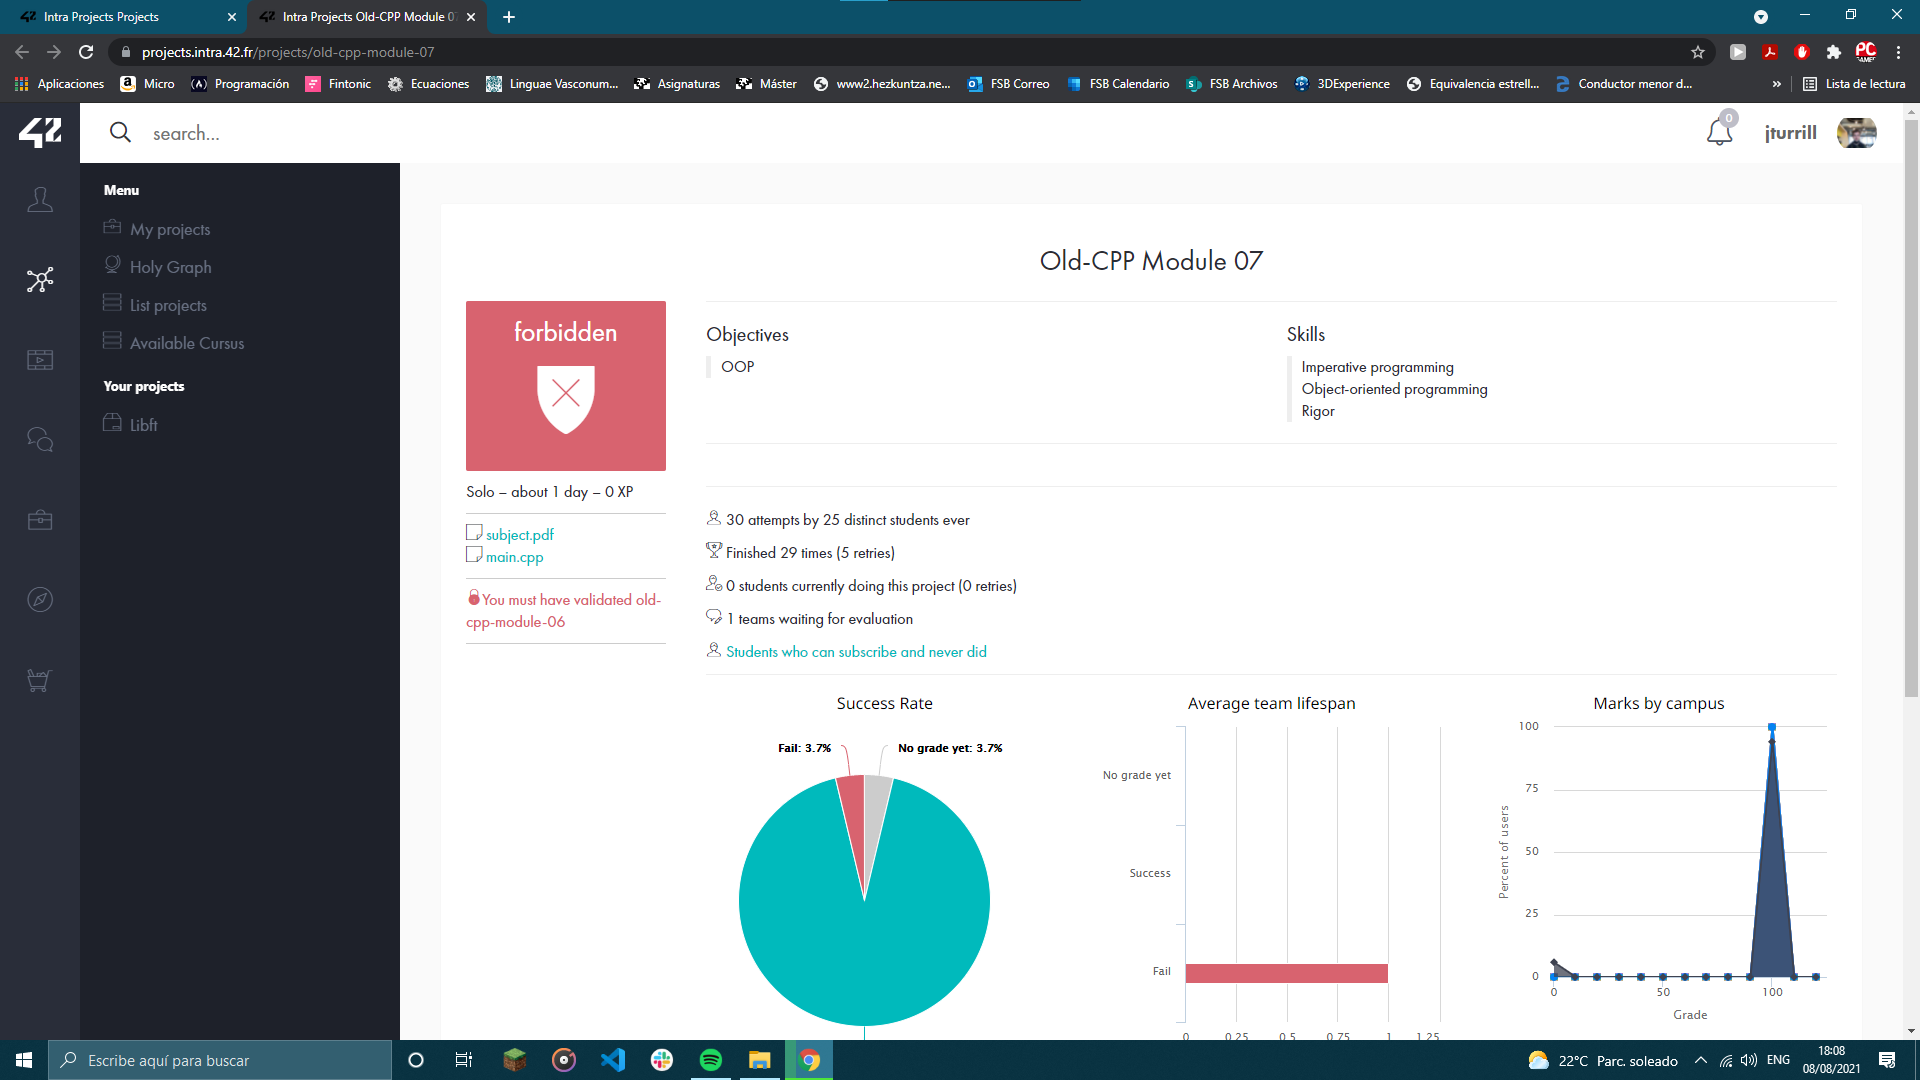 Intra Projects Projects
Intra Projects Old-CPP Module 07
projects.intra.42.fr/projects/old-cpp-module-07
Aplicaciones
Micro
Programación
Fintonic
Ecuaciones
Linguae Vasconum...
Asignaturas
Máster
www2.hezkuntza.ne...
FSB Correo
FSB Calendario
FSB Archivos
3DExperience
Equivalencia estrell...
Conductor menor d...
»
Lista de lectura
42
search...
0
jturrill
Menu
My projects
Holy Graph
List projects
Available Cursus
Your projects
Libft
Old-CPP Module 07
forbidden
Solo – about 1 day – 0 XP
subject.pdf
main.cpp
You must have validated old-
cpp-module-06
Objectives
OOP
Skills
Imperative programming
Object-oriented programming
Rigor
30 attempts by 25 distinct students ever
Finished 29 times (5 retries)
0 students currently doing this project (0 retries)
1 teams waiting for evaluation
Students who can subscribe and never did
Success Rate
Fail: 3.7%
No grade yet: 3.7%
Average team lifespan
No grade yet
Success
Fail
0 0.25 0.5 0.75 1 1.25
Marks by campus
Percent of users
100
75
50
25
0
0 50 100
Grade
Escribe aquí para buscar
22°C Parc. soleado
ENG
18:08
08/08/2021